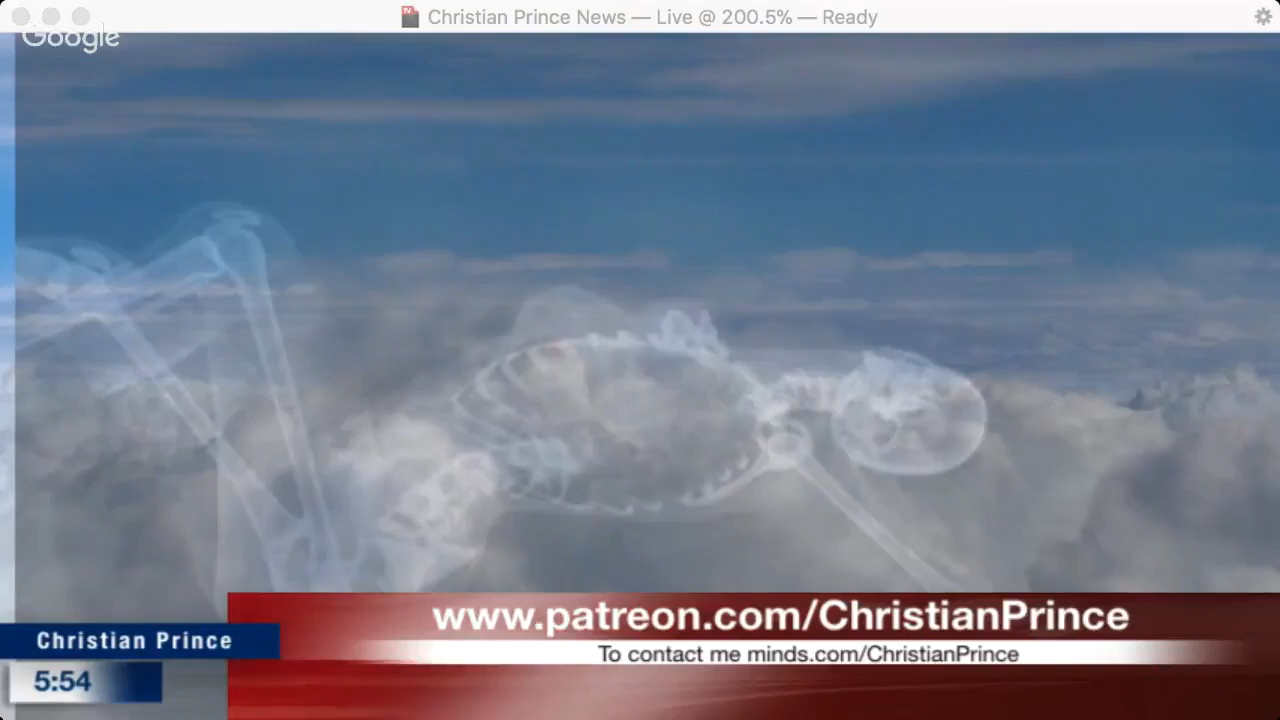 Christian Prince News — Live @ 200.5% — Ready
Google
www.patreon.com/ChristianPrince
Christian Prince
To contact me minds.com/ChristianPrince
5:54